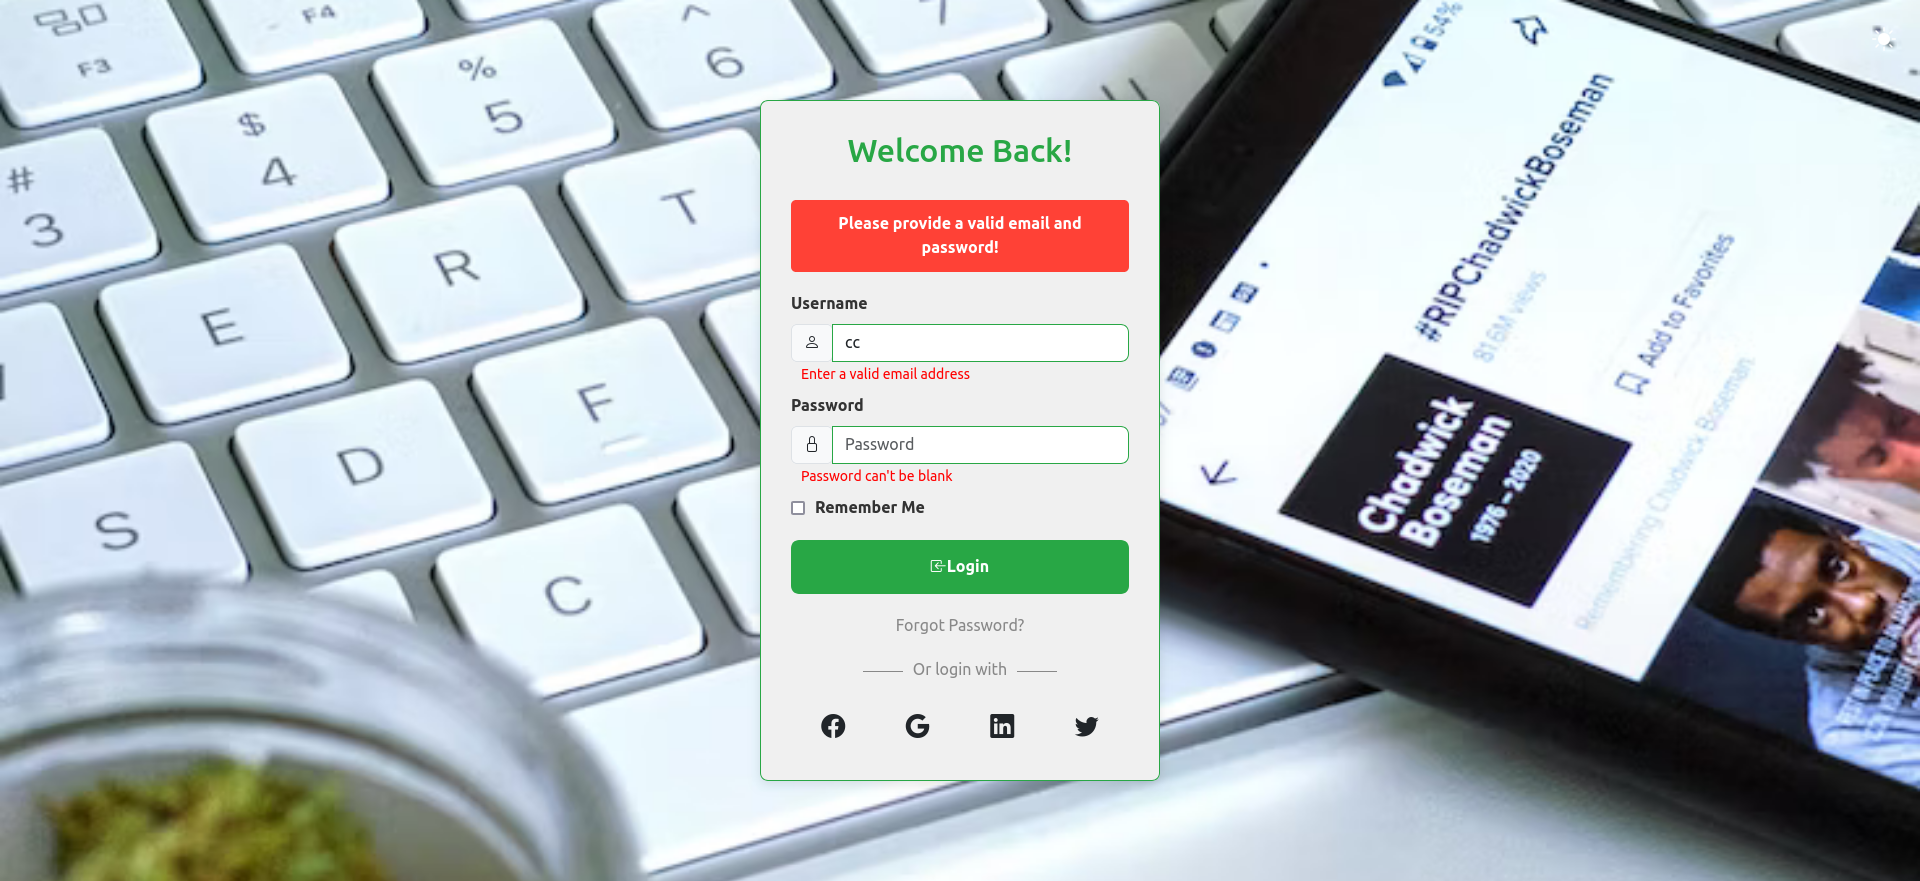 F3
F4
%
5
^
6
7
$
4
#
3
E
R
T
S
D
F
C
54%
#RIPChadwickBoseman
81.6M views
Add to Favorites
Remembering Chadwick Boseman
Chadwick
Boseman
1976 – 2020
Welcome Back!
Please provide a valid email and
password!
Username
cc
Enter a valid email address
Password
Password
Password can't be blank
Remember Me
Login
Forgot Password?
Or login with